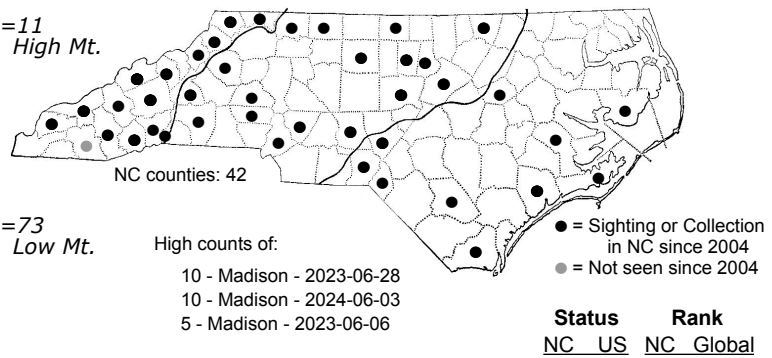 =11
High Mt.
NC counties: 42
=73
Low Mt.
High counts of:
10 - Madison - 2023-06-28
10 - Madison - 2024-06-03
5 - Madison - 2023-06-06
= Sighting or Collection
in NC since 2004
= Not seen since 2004
Status Rank
NC US NC Global